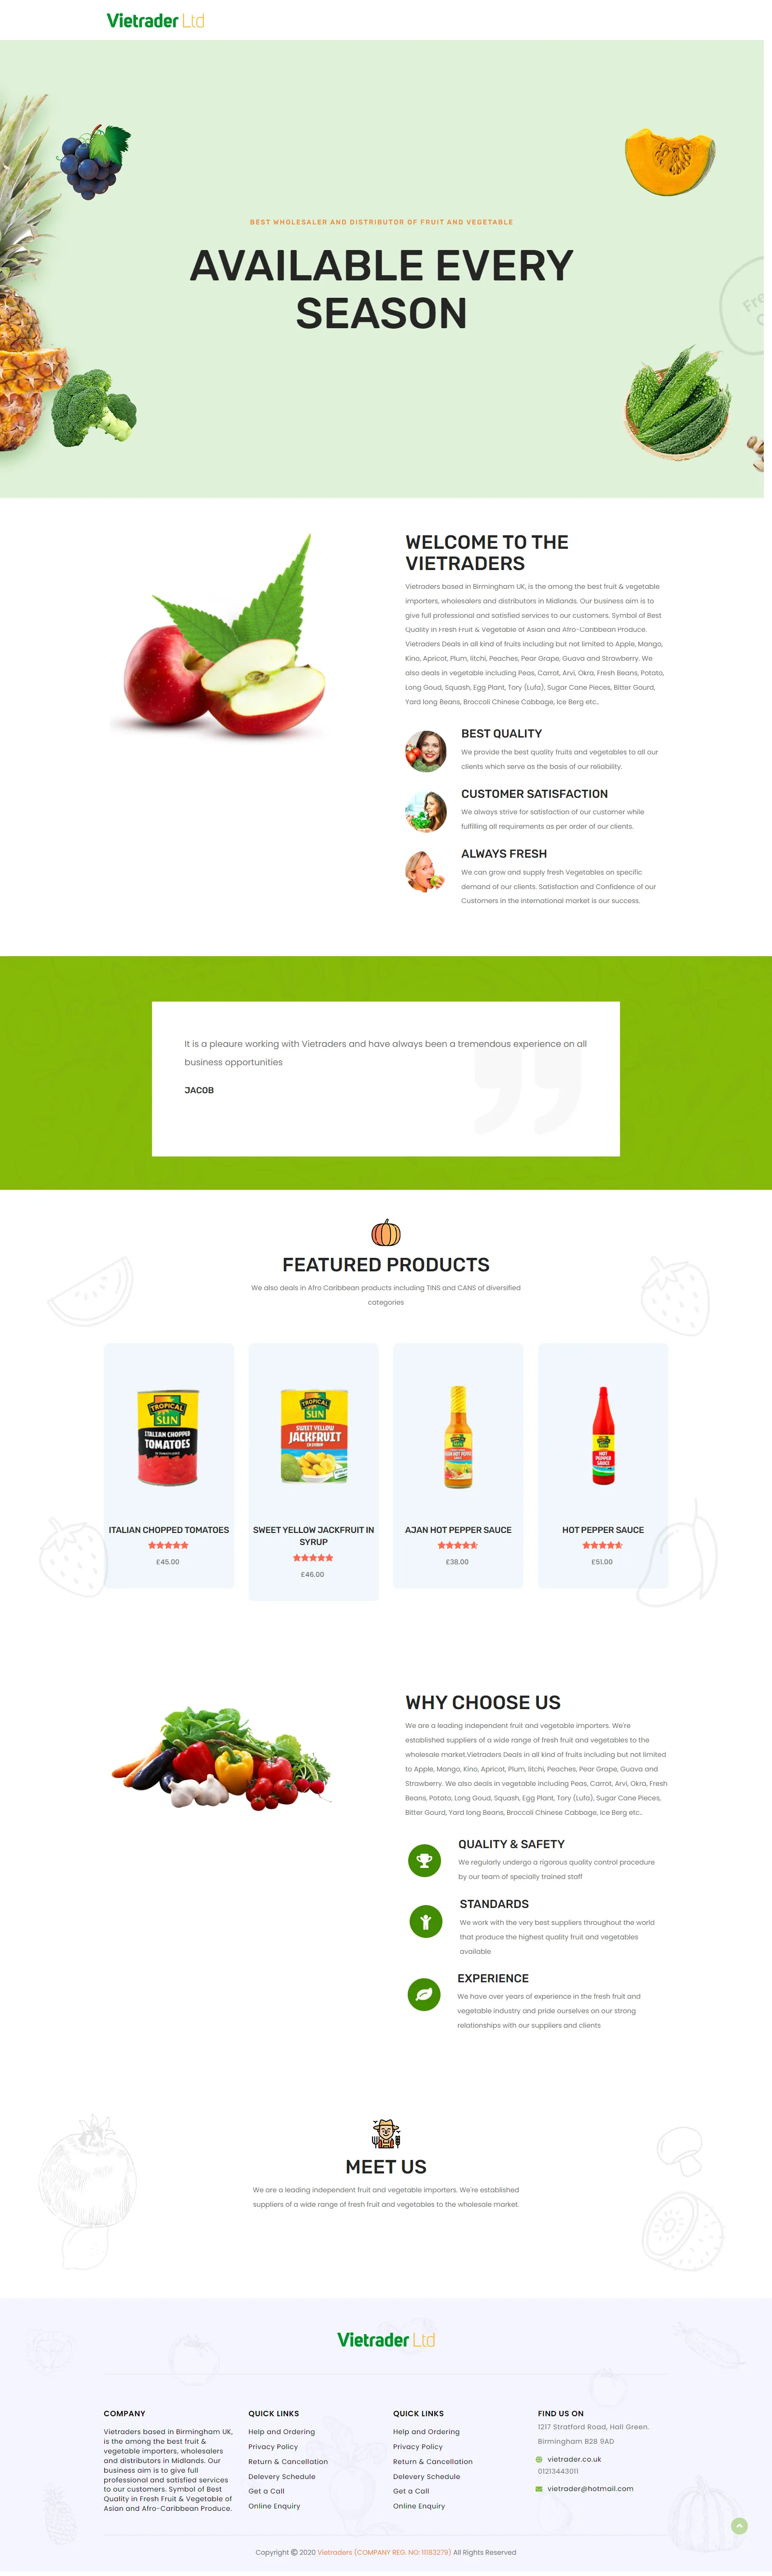 Vietrader Ltd
BEST WHOLESALER AND DISTRIBUTOR OF FRUIT AND VEGETABLE
AVAILABLE EVERY
SEASON
WELCOME TO THE
VIETRADERS
Vietraders based in Birmingham UK, is the among the best fruit & vegetable
importers, wholesalers and distributors in Midlands. Our business aim is to
give full professional and satisfied services to our customers. Symbol of Best
Quality in Fresh Fruit & Vegetable of Asian and Afro-Caribbean Produce.
Vietraders Deals in all kind of fruits including but not limited to Apple, Mango,
Kino, Apricot, Plum, litchi, Peaches, Pear Grape, Guava and Strawberry. We
also deals in vegetable including Peas, Carrot, Arvi, Okra, Fresh Beans, Potato,
Long Goud, Squash, Egg Plant, Tory (Lufa), Sugar Cane Pieces, Bitter Gourd,
Yard long Beans, Broccoli Chinese Cabbage, Ice Berg etc..
BEST QUALITY
We provide the best quality fruits and vegetables to all our
clients which serve as the basis of our reliability.
CUSTOMER SATISFACTION
We always strive for satisfaction of our customer while
fulfilling all requirements as per order of our clients.
ALWAYS FRESH
We can grow and supply fresh Vegetables on specific
demand of our clients. Satisfaction and Confidence of our
Customers in the international market is our success.
It is a pleaure working with Vietraders and have always been a tremendous experience on all
business opportunities
JACOB
FEATURED PRODUCTS
We also deals in Afro Caribbean products including TINS and CANS of diversified
categories
TROPICAL
SUN
ITALIAN CHOPPED
TOMATOES
TROPICAL
SUN
SWEET YELLOW
JACKFRUIT
IN SYRUP
HOT
PEPPER
SAUCE
ITALIAN CHOPPED TOMATOES
£45.00
SWEET YELLOW JACKFRUIT IN
SYRUP
£46.00
AJAN HOT PEPPER SAUCE
£38.00
HOT PEPPER SAUCE
£51.00
WHY CHOOSE US
We are a leading independent fruit and vegetable importers. We're
established suppliers of a wide range of fresh fruit and vegetables to the
wholesale market.Vietraders Deals in all kind of fruits including but not limited
to Apple, Mango, Kino, Apricot, Plum, litchi, Peaches, Pear Grape, Guava and
Strawberry. We also deals in vegetable including Peas, Carrot, Arvi, Okra, Fresh
Beans, Potato, Long Goud, Squash, Egg Plant, Tory (Lufa), Sugar Cane Pieces,
Bitter Gourd, Yard long Beans, Broccoli Chinese Cabbage, Ice Berg etc..
QUALITY & SAFETY
We regularly undergo a rigorous quality control procedure
by our team of specially trained staff
STANDARDS
We work with the very best suppliers throughout the world
that produce the highest quality fruit and vegetables
available
EXPERIENCE
We have over years of experience in the fresh fruit and
vegetable industry and pride ourselves on our strong
relationships with our suppliers and clients
MEET US
We are a leading independent fruit and vegetable importers. We're established
suppliers of a wide range of fresh fruit and vegetables to the wholesale market.
Vietrader Ltd
COMPANY
Vietraders based in Birmingham UK,
is the among the best fruit &
vegetable importers, wholesalers
and distributors in Midlands. Our
business aim is to give full
professional and satisfied services
to our customers. Symbol of Best
Quality in Fresh Fruit & Vegetable of
Asian and Afro-Caribbean Produce.
QUICK LINKS
Help and Ordering
Privacy Policy
Return & Cancellation
Delevery Schedule
Get a Call
Online Enquiry
QUICK LINKS
Help and Ordering
Privacy Policy
Return & Cancellation
Delevery Schedule
Get a Call
Online Enquiry
FIND US ON
1217 Stratford Road, Hall Green.
Birmingham B28 9AD
vietrader.co.uk
01213443011
vietrader@hotmail.com
Copyright © 2020 Vietraders (COMPANY REG. NO: 11183279) All Rights Reserved